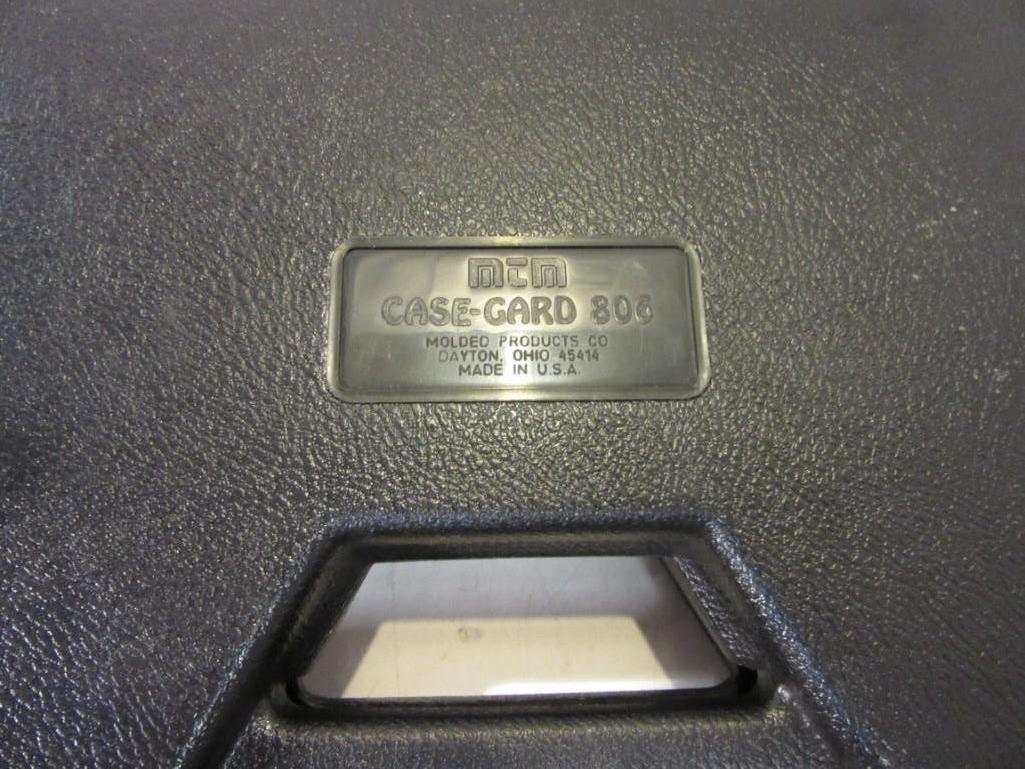 MTM
CASE-GARD 806
MOLDED PRODUCTS CO
DAYTON, OHIO 45414
MADE IN U.S.A.